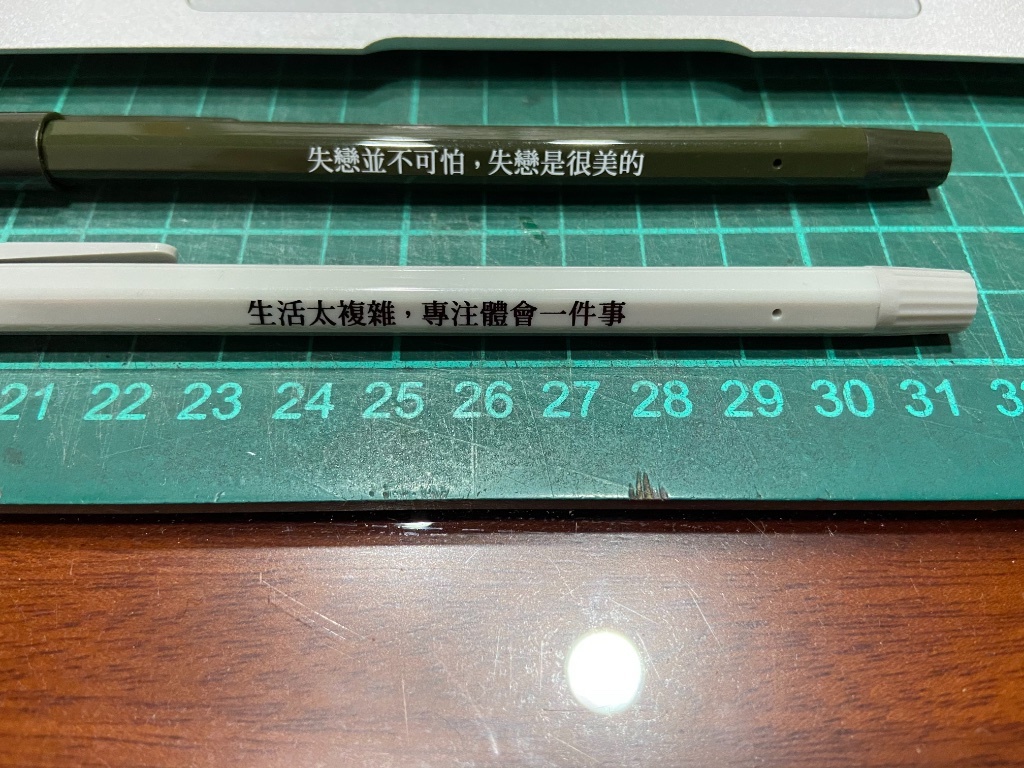 失戀並不可怕，失戀是很美的
生活太複雜，專注體會一件事
21 22 23 24 25 26 27 28 29 30 31